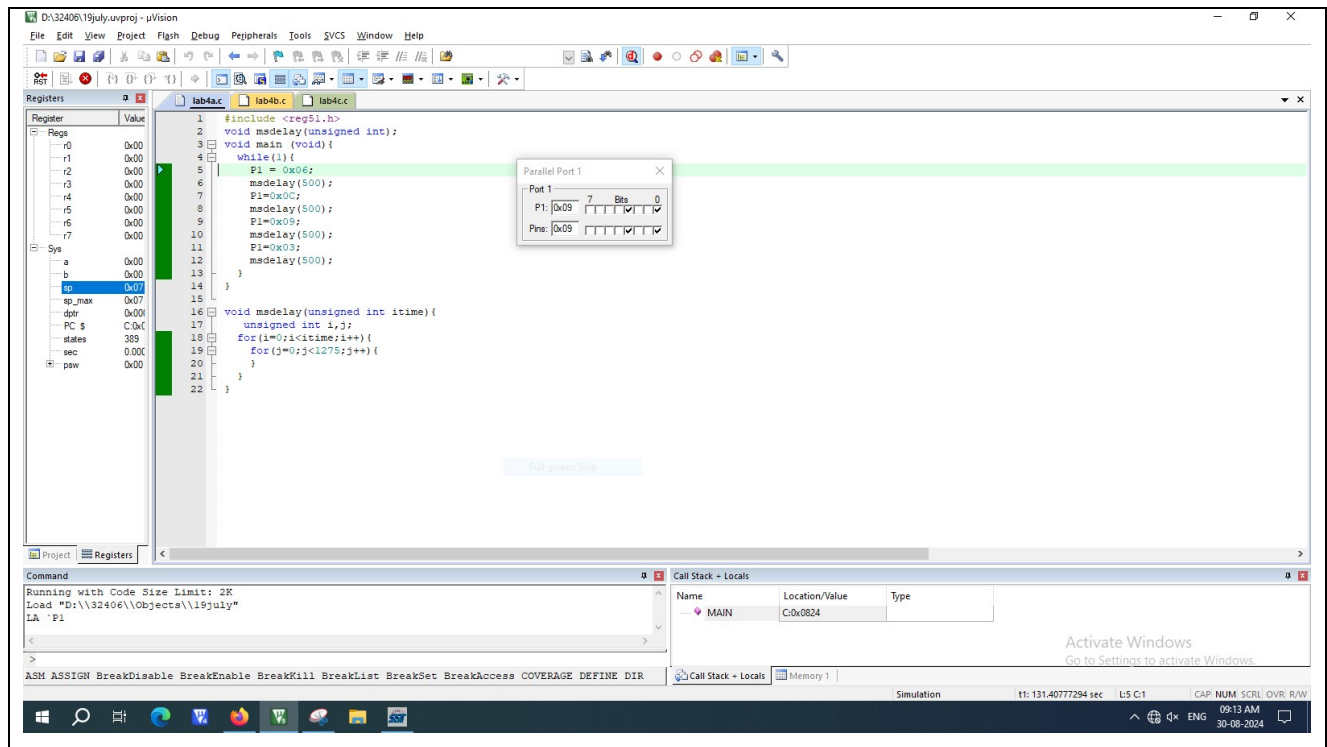 D:\32406\19july.uvproj - µVision
File Edit View Project Flash Debug Peripherals Tools SVCS Window Help
Registers
lab4a.c lab4b.c lab4c.c
Register Value
Regs
r0 0x00
r1 0x00
r2 0x00
r3 0x00
r4 0x00
r5 0x00
r6 0x00
r7 0x00
Sys
a 0x00
b 0x00
sp 0x07
sp_max 0x07
dptr 0x00
PC $ C:0x
states 389
sec 0.00
psw 0x00
1 #include <reg51.h>
2 void msdelay(unsigned int);
3 void main (void){
4 while(1){
5 P1 = 0x06;
6 msdelay(500);
7 P1=0x0C;
8 msdelay(500);
9 P1=0x09;
10 msdelay(500);
11 P1=0x03;
12 msdelay(500);
13 }
14 }
15
16 void msdelay(unsigned int itime){
17 unsigned int i,j;
18 for(i=0;i<itime;i++){
19 for(j=0;j<1275;j++){
20 }
21 }
22 }
Parallel Port 1
Port 1
7 Bits 0
P1: 0x09
Pins: 0x09
Full-screen Snip
Project Registers
Command
Running with Code Size Limit: 2K
Load "D:\\32406\\Objects\\19july"
LA `P1
>
ASM ASSIGN BreakDisable BreakEnable BreakKill BreakList BreakSet BreakAccess COVERAGE DEFINE DIR
Call Stack + Locals
Name Location/Value Type
MAIN C:0x0824
Activate Windows
Go to Settings to activate Windows.
Call Stack + Locals Memory 1
Simulation t1: 131.40777294 sec L:5 C:1 CAP NUM SCRL OVR R/W
ENG 09:13 AM
30-08-2024